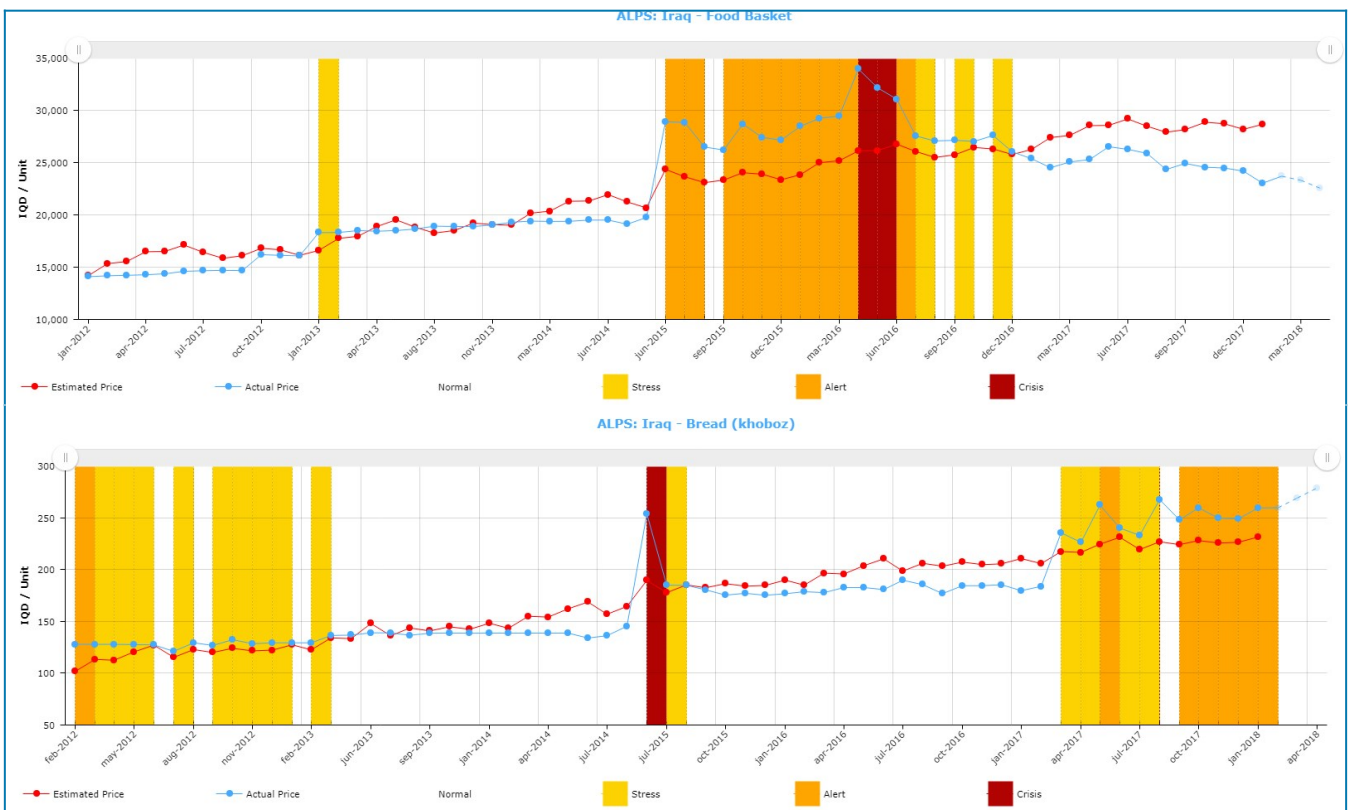 ALPS: Iraq - Food Basket
35,000
30,000
25,000
20,000
15,000
10,000
IQD / Unit
jan-2012 apr-2012 jul-2012 oct-2012 jan-2013 apr-2013 aug-2013 nov-2013 mar-2014 jun-2014 jun-2015 sep-2015 dec-2015 mar-2016 jun-2016 sep-2016 dec-2016 mar-2017 jun-2017 sep-2017 dec-2017 mar-2018
Estimated Price Actual Price Normal Stress Alert Crisis
ALPS: Iraq - Bread (khoboz)
300
250
200
150
100
50
IQD / Unit
feb-2012 may-2012 aug-2012 nov-2012 feb-2013 jun-2013 sep-2013 jan-2014 apr-2014 jul-2014 jul-2015 oct-2015 jan-2016 apr-2016 jul-2016 oct-2016 jan-2017 apr-2017 jul-2017 oct-2017 jan-2018 apr-2018
Estimated Price Actual Price Normal Stress Alert Crisis